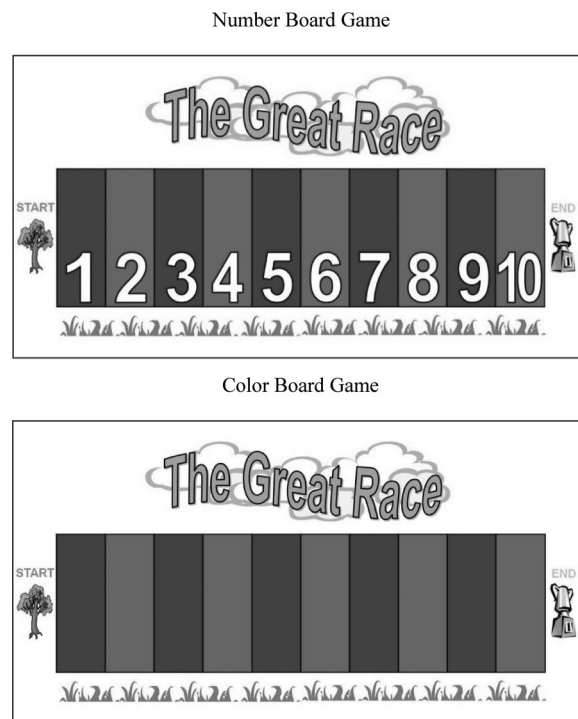 Number Board Game
The Great Race
START
END
1 2 3 4 5 6 7 8 9 10
Color Board Game
The Great Race
START
END